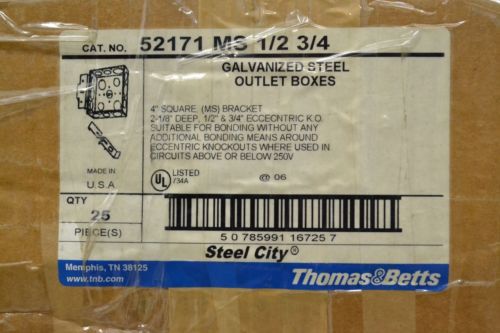 CAT. NO. 52171 MS 1/2 3/4
GALVANIZED STEEL
OUTLET BOXES
4" SQUARE, (MS) BRACKET
2-1/8" DEEP, 1/2" & 3/4" ECCECNTRIC K.O.
SUITABLE FOR BONDING WITHOUT ANY
ADDITIONAL BONDING MEANS AROUND
ECCENTRIC KNOCKOUTS WHERE USED IN
CIRCUITS ABOVE OR BELOW 250V
MADE IN
U.S.A.
UL LISTED
734A
@ 06
QTY
25
PIECE(S)
5 0 785991 16725 7
Steel City®
Memphis, TN 38125
www.tnb.com
Thomas&Betts